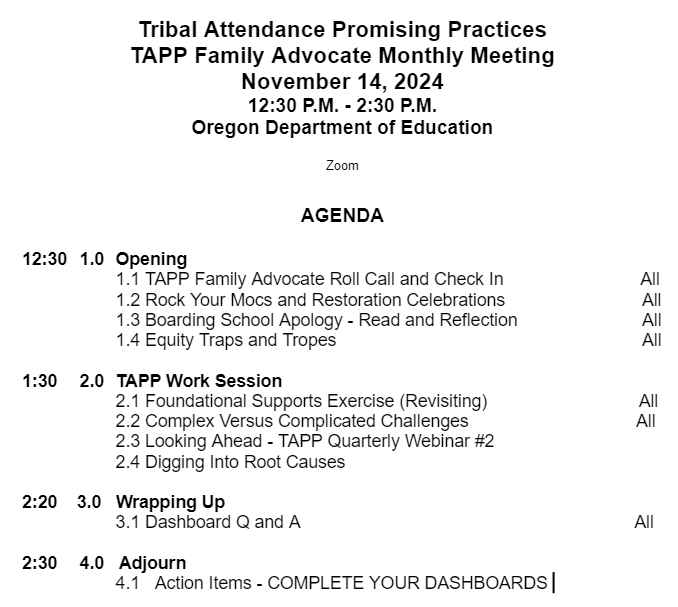 Tribal Attendance Promising Practices
TAPP Family Advocate Monthly Meeting
November 14, 2024
12:30 P.M. - 2:30 P.M.
Oregon Department of Education
Zoom
AGENDA
12:30 1.0 Opening
1.1 TAPP Family Advocate Roll Call and Check In All
1.2 Rock Your Mocs and Restoration Celebrations All
1.3 Boarding School Apology - Read and Reflection All
1.4 Equity Traps and Tropes All
1:30 2.0 TAPP Work Session
2.1 Foundational Supports Exercise (Revisiting) All
2.2 Complex Versus Complicated Challenges All
2.3 Looking Ahead - TAPP Quarterly Webinar #2
2.4 Digging Into Root Causes
2:20 3.0 Wrapping Up
3.1 Dashboard Q and A All
2:30 4.0 Adjourn
4.1 Action Items - COMPLETE YOUR DASHBOARDS